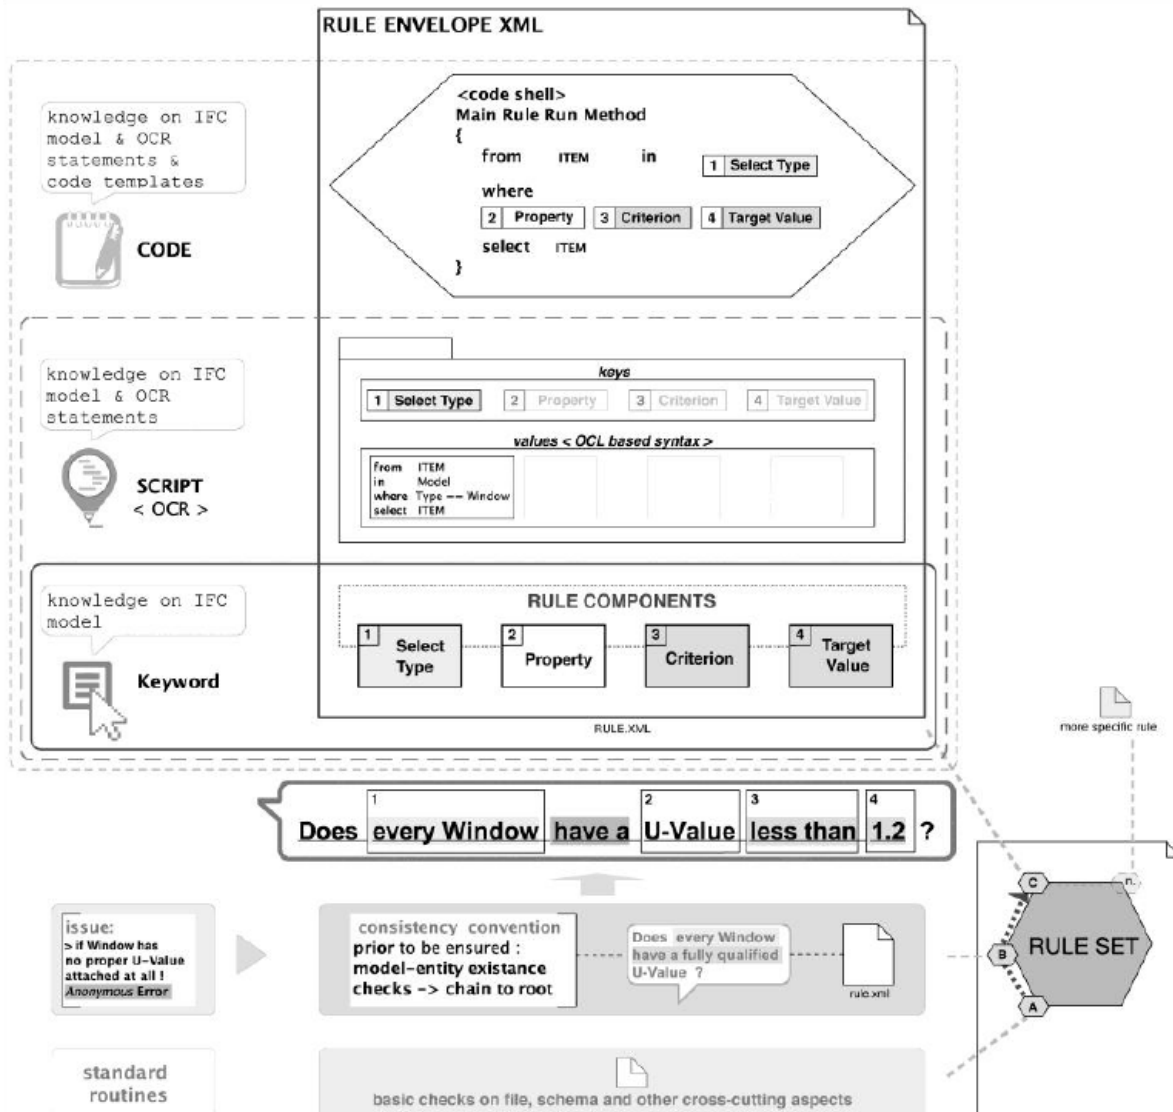 RULE ENVELOPE XML
knowledge on IFC
model & OCR
statements &
code templates
CODE
<code shell>
Main Rule Run Method
{
from ITEM in 1 Select Type
where
2 Property 3 Criterion 4 Target Value
select ITEM
}
knowledge on IFC
model & OCR
statements
SCRIPT
< OCR >
keys
1 Select Type 2 Property 3 Criterion 4 Target Value
values < OCL based syntax >
from ITEM
in Model
where Type == Window
select ITEM
knowledge on IFC
model
Keyword
RULE COMPONENTS
1 Select
Type
2 Property
3 Criterion
4 Target
Value
RULE.XML
more specific rule
1 2 3 4
Does every Window have a U-Value less than 1.2 ?
issue:
> if Window has
no proper U-Value
attached at all !
Anonymous Error
consistency convention
prior to be ensured :
model-entity existance
checks -> chain to root
Does every Window
have a fully qualified
U-Value ?
rule.xml
C
n.
B
RULE SET
A
standard
routines
basic checks on file, schema and other cross-cutting aspects